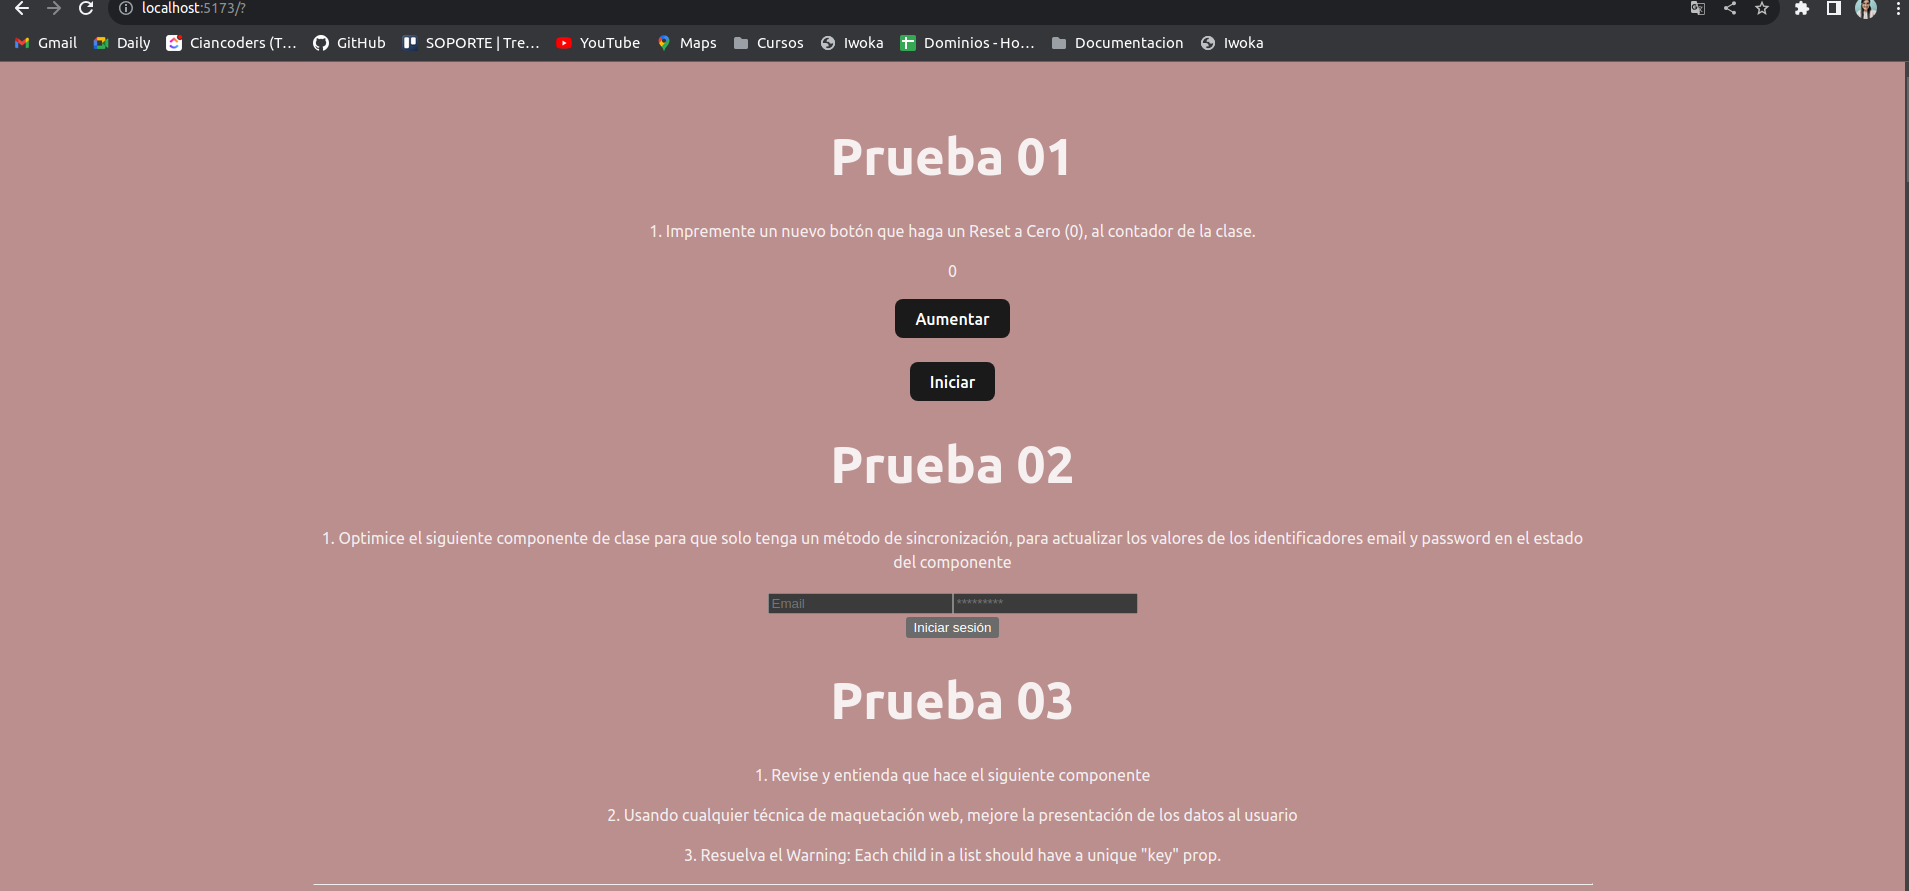 localhost:5173/?
Gmail Daily Ciancoders (T... GitHub SOPORTE | Tre... YouTube Maps Cursos Iwoka Dominios - Ho... Documentacion Iwoka
Prueba 01
1. Impremente un nuevo botón que haga un Reset a Cero (0), al contador de la clase.
0
Aumentar
Iniciar
Prueba 02
1. Optimice el siguiente componente de clase para que solo tenga un método de sincronización, para actualizar los valores de los identificadores email y password en el estado
del componente
Email *********
Iniciar sesión
Prueba 03
1. Revise y entienda que hace el siguiente componente
2. Usando cualquier técnica de maquetación web, mejore la presentación de los datos al usuario
3. Resuelva el Warning: Each child in a list should have a unique "key" prop.